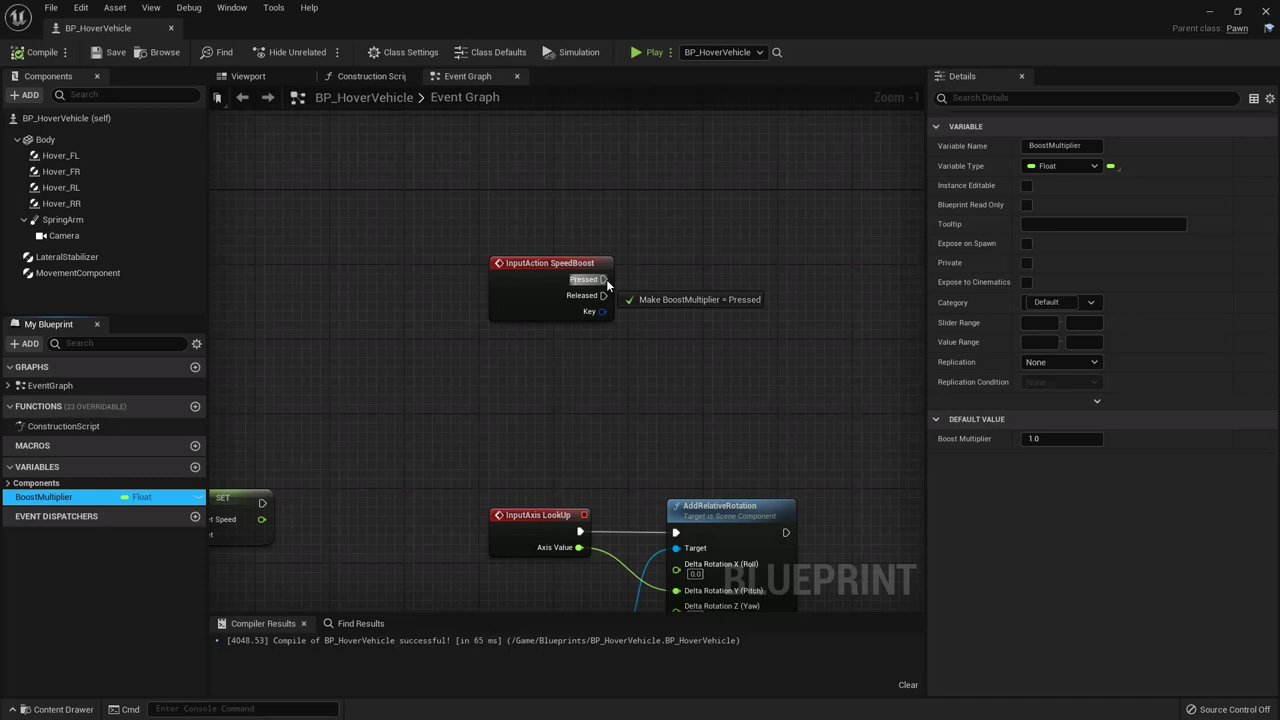 File Edit Asset View Debug Window Tools Help
BP_HoverVehicle
Parent class: Pawn
Compile Save Browse Find Hide Unrelated Class Settings Class Defaults Simulation Play BP_HoverVehicle
Components
ADD Search
BP_HoverVehicle (self)
Body
Hover_FL
Hover_FR
Hover_RL
Hover_RR
SpringArm
Camera
LateralStabilizer
MovementComponent
My Blueprint
ADD Search
GRAPHS
EventGraph
FUNCTIONS (23 OVERRIDABLE)
ConstructionScript
MACROS
VARIABLES
Components
BoostMultiplier Float
EVENT DISPATCHERS
Viewport Construction Scrip Event Graph
BP_HoverVehicle > Event Graph Zoom -1
InputAction SpeedBoost
Pressed
Released
Key
Make BoostMultiplier = Pressed
SET
t Speed
et
InputAxis LookUp
Axis Value
AddRelativeRotation
Target is Scene Component
Target
Delta Rotation X (Roll)
0.0
Delta Rotation Y (Pitch)
Delta Rotation Z (Yaw)
BLUEPRINT
Compiler Results Find Results
[4048.53] Compile of BP_HoverVehicle successful! [in 65 ms] (/Game/Blueprints/BP_HoverVehicle.BP_HoverVehicle)
Clear
Details
Search Details
VARIABLE
Variable Name BoostMultiplier
Variable Type Float
Instance Editable
Blueprint Read Only
Tooltip
Expose on Spawn
Private
Expose to Cinematics
Category Default
Slider Range
Value Range
Replication None
Replication Condition None
DEFAULT VALUE
Boost Multiplier 1.0
Content Drawer Cmd Enter Console Command Source Control Off